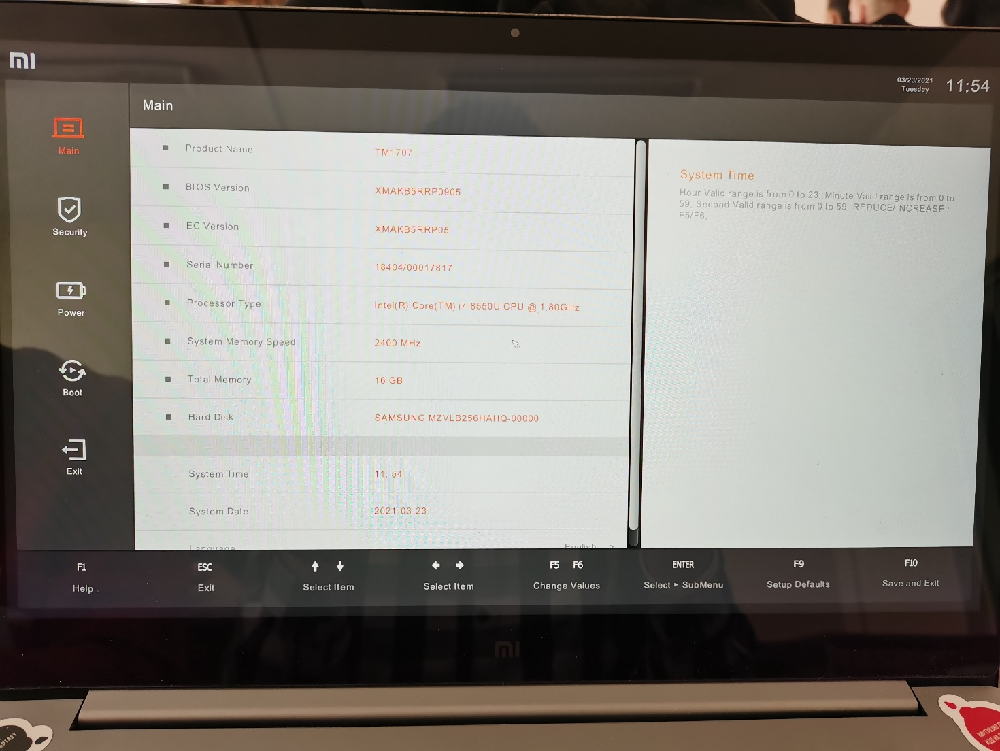 mi
03/23/2021
Tuesday
11:54
Main
Main
Security
Power
Boot
Exit
Product Name TM1707
BIOS Version XMAKB5RRP0905
EC Version XMAKB5RRP05
Serial Number 18404/00017817
Processor Type Intel(R) Core(TM) i7-8550U CPU @ 1.80GHz
System Memory Speed 2400 MHz
Total Memory 16 GB
Hard Disk SAMSUNG MZVLB256HAHQ-00000
System Time 11: 54
System Date 2021-03-23
Language English >
System Time
Hour Valid range is from 0 to 23. Minute Valid range is from 0 to
59. Second Valid range is from 0 to 59. REDUCE/INCREASE :
F5/F6.
F1 ESC F5 F6 ENTER F9 F10
Help Exit Select Item Select Item Change Values Select ▸ SubMenu Setup Defaults Save and Exit
mi